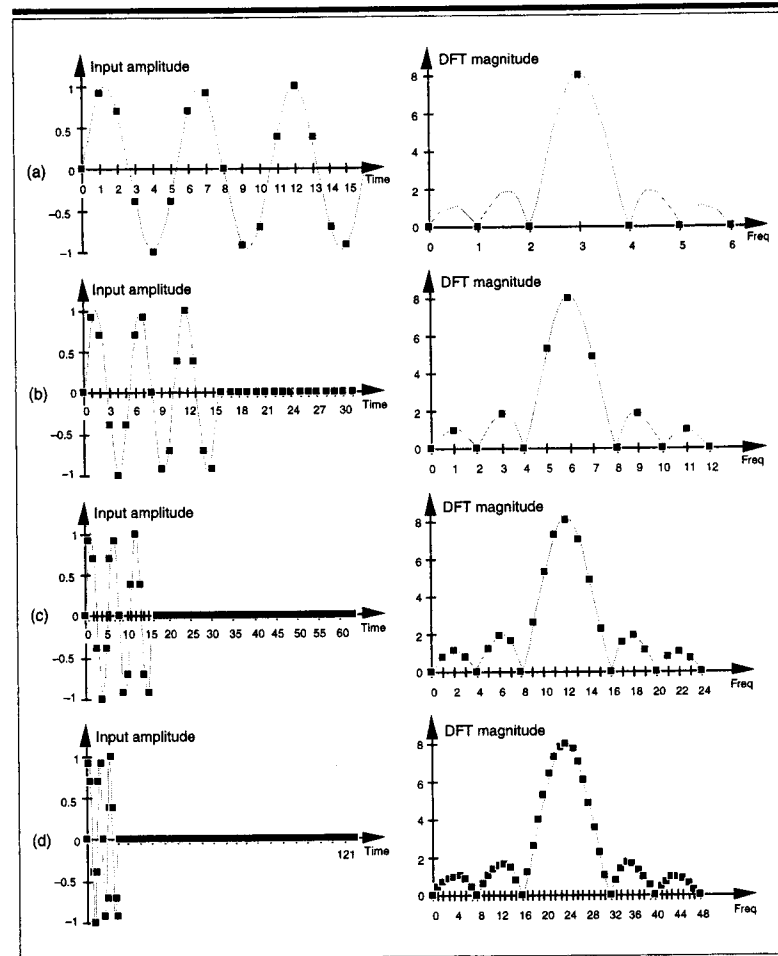 Input amplitude DFT magnitude
1 8
0.5 6
(a) 0 4
0 1 2 3 4 5 6 7 8 9 10 11 12 13 14 15 Time
−0.5 2
−1 0
0 1 2 3 4 5 6 Freq
Input amplitude DFT magnitude
1 8
0.5 6
(b) 0 4
0 3 6 9 12 15 18 21 24 27 30 Time
−0.5 2
−1 0
0 1 2 3 4 5 6 7 8 9 10 11 12 Freq
Input amplitude DFT magnitude
1 8
0.5 6
(c) 0 4
0 5 10 15 20 25 30 35 40 45 50 55 60 Time
−0.5 2
−1 0
0 2 4 6 8 10 12 14 16 18 20 22 24 Freq
Input amplitude DFT magnitude
1 8
0.5 6
(d) 0 4
121 Time
−0.5 2
−1 0
0 4 8 12 16 20 24 28 32 36 40 44 48 Freq